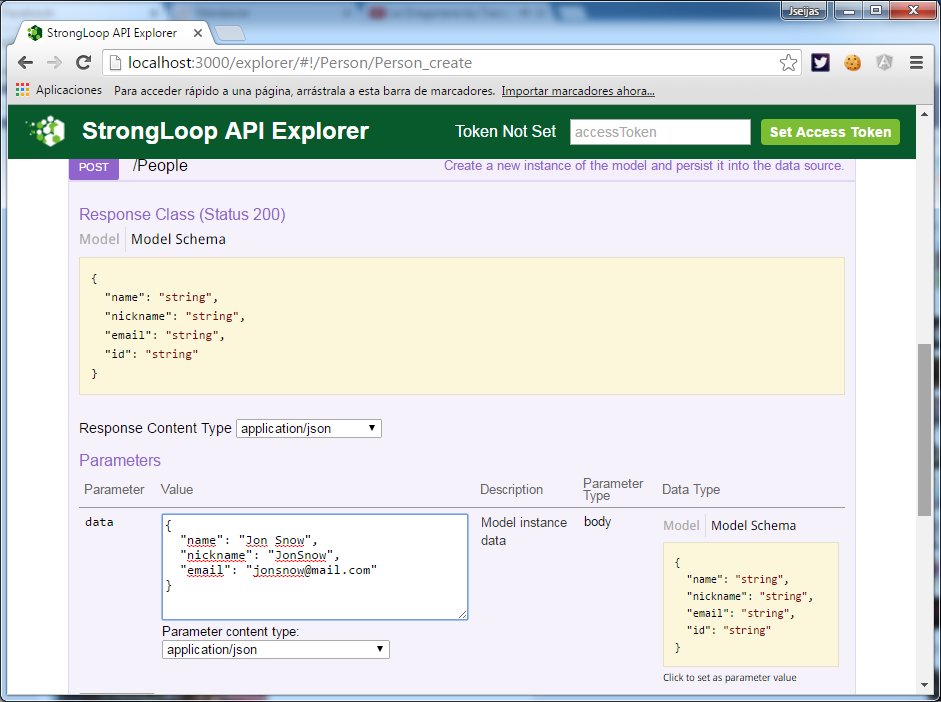 Jseijas
StrongLoop API Explorer
localhost:3000/explorer/#!/Person/Person_create
Aplicaciones Para acceder rápido a una página, arrástrala a esta barra de marcadores. Importar marcadores ahora...
StrongLoop API Explorer Token Not Set accessToken Set Access Token
POST /People Create a new instance of the model and persist it into the data source.
Response Class (Status 200)
Model Model Schema
{
"name": "string",
"nickname": "string",
"email": "string",
"id": "string"
}
Response Content Type application/json
Parameters
Parameter Value Description Parameter Type Data Type
data
{
"name": "Jon Snow",
"nickname": "JonSnow",
"email": "jonsnow@mail.com"
}
Parameter content type:
application/json
Model instance
data
body
Model Model Schema
{
"name": "string",
"nickname": "string",
"email": "string",
"id": "string"
}
Click to set as parameter value